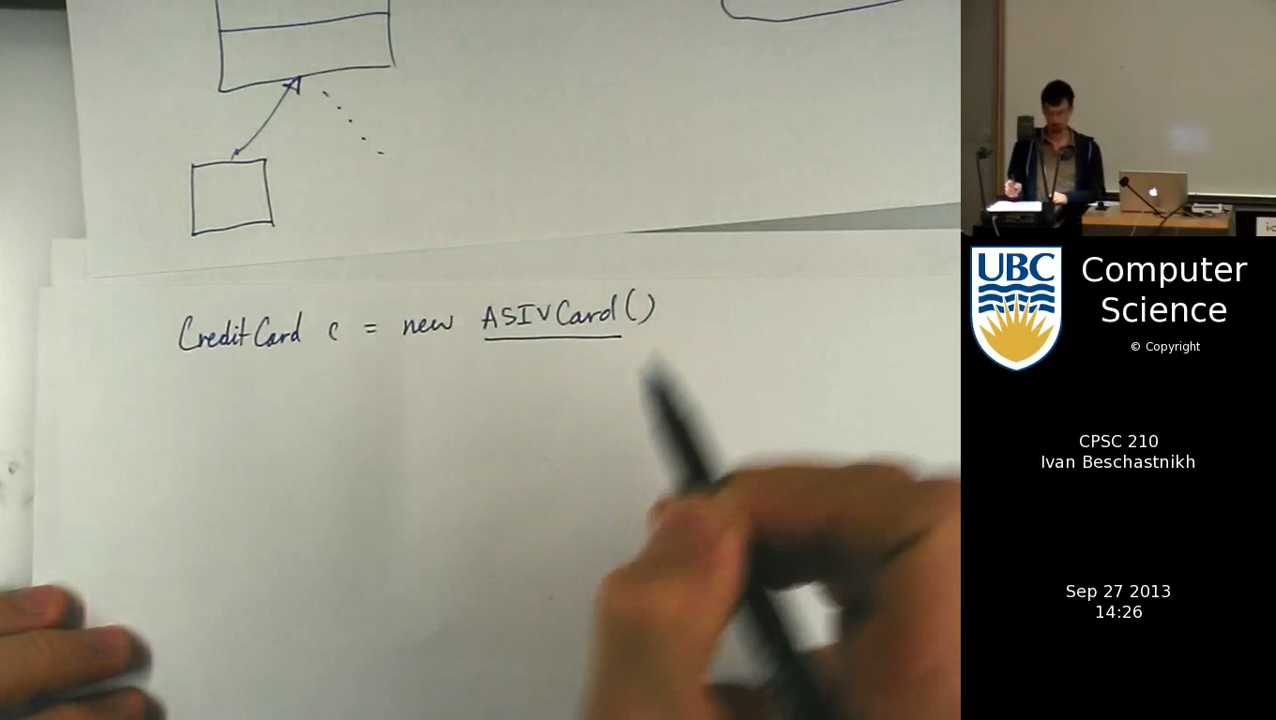 CreditCard c = new ASIVCard()
UBC
Computer
Science
© Copyright
CPSC 210
Ivan Beschastnikh
Sep 27 2013
14:26